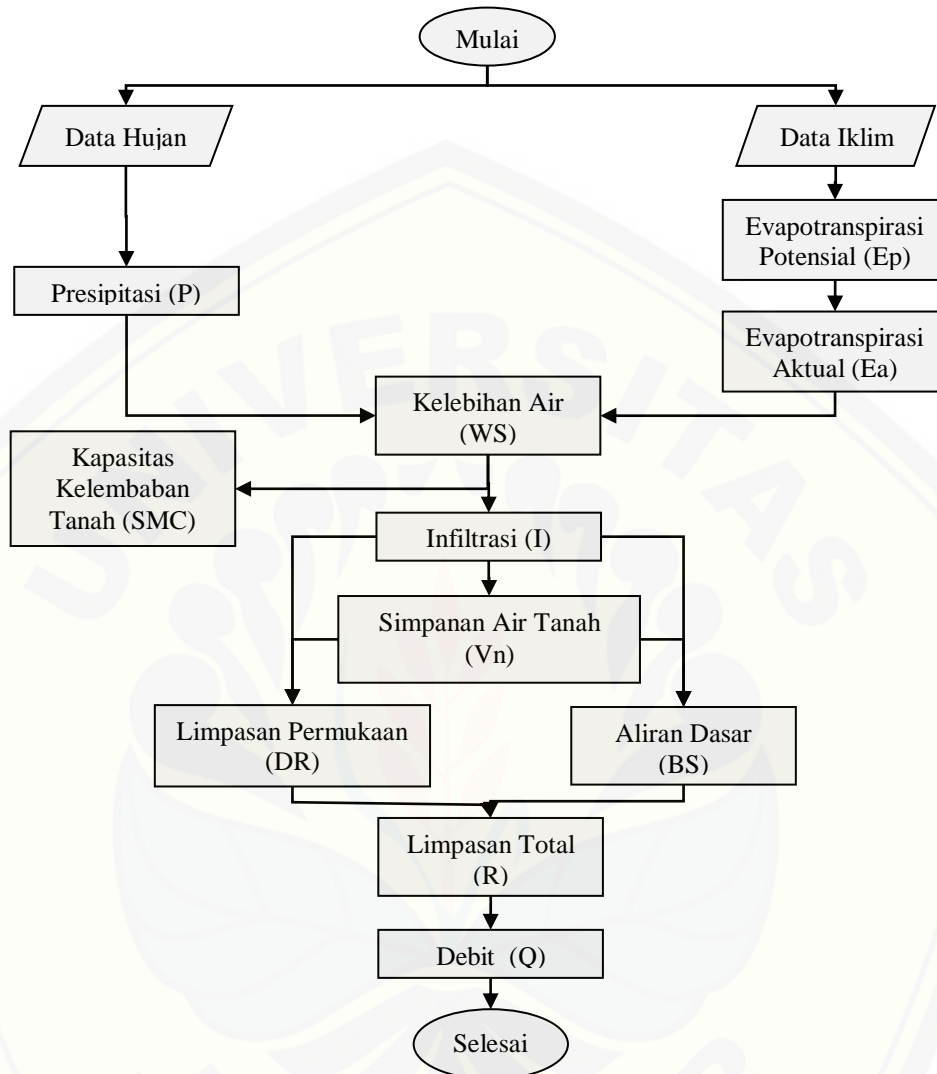 Mulai
Data Hujan
Data Iklim
Evapotranspirasi
Potensial (Ep)
Presipitasi (P)
Evapotranspirasi
Aktual (Ea)
Kelebihan Air
(WS)
Kapasitas
Kelembaban
Tanah (SMC)
Infiltrasi (I)
Simpanan Air Tanah
(Vn)
Limpasan Permukaan
(DR)
Aliran Dasar
(BS)
Limpasan Total
(R)
Debit (Q)
Selesai
UNIVERSITAS